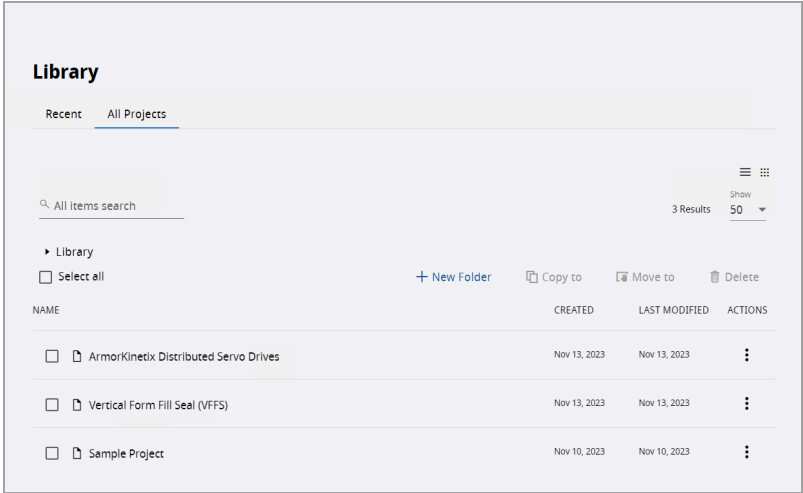 Library
Recent All Projects
Show
All items search 3 Results 50
Library
Select all New Folder Copy to Move to Delete
NAME CREATED LAST MODIFIED ACTIONS
ArmorKinetix Distributed Servo Drives Nov 13, 2023 Nov 13, 2023
Vertical Form Fill Seal (VFFS) Nov 13, 2023 Nov 13, 2023
Sample Project Nov 10, 2023 Nov 10, 2023